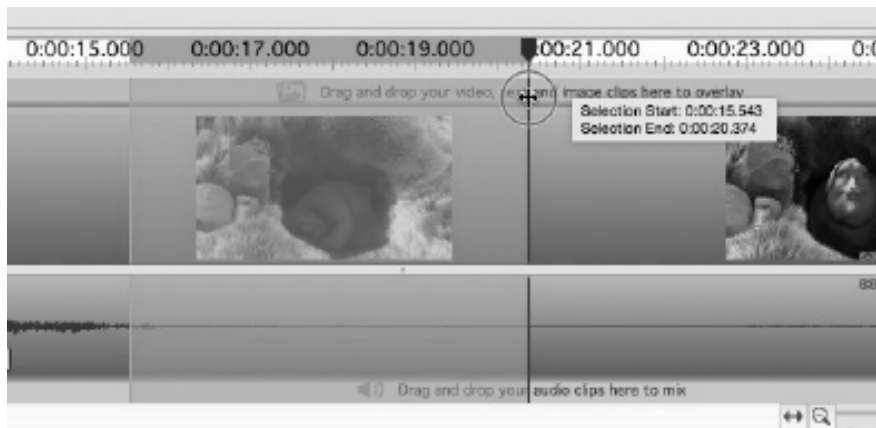 0:00:15.000 0:00:17.000 0:00:19.000 0:00:21.000 0:00:23.000
Drag and drop your video, and image clips here to overlay
Selection Start: 0:00:15.543
Selection End: 0:00:20.374
Drag and drop your audio clips here to mix